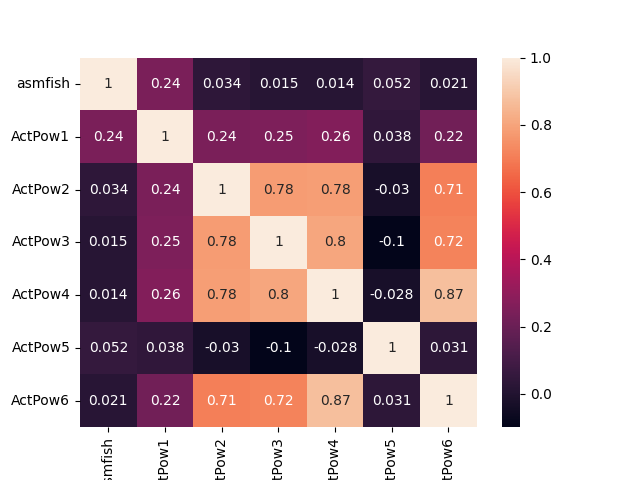 asmfish 1 0.24 0.034 0.015 0.014 0.052 0.021
ActPow1 0.24 1 0.24 0.25 0.26 0.038 0.22
ActPow2 0.034 0.24 1 0.78 0.78 -0.03 0.71
ActPow3 0.015 0.25 0.78 1 0.8 -0.1 0.72
ActPow4 0.014 0.26 0.78 0.8 1 -0.028 0.87
ActPow5 0.052 0.038 -0.03 -0.1 -0.028 1 0.031
ActPow6 0.021 0.22 0.71 0.72 0.87 0.031 1
smfish tPow1 tPow2 tPow3 tPow4 tPow5 tPow6
1.0
0.8
0.6
0.4
0.2
0.0